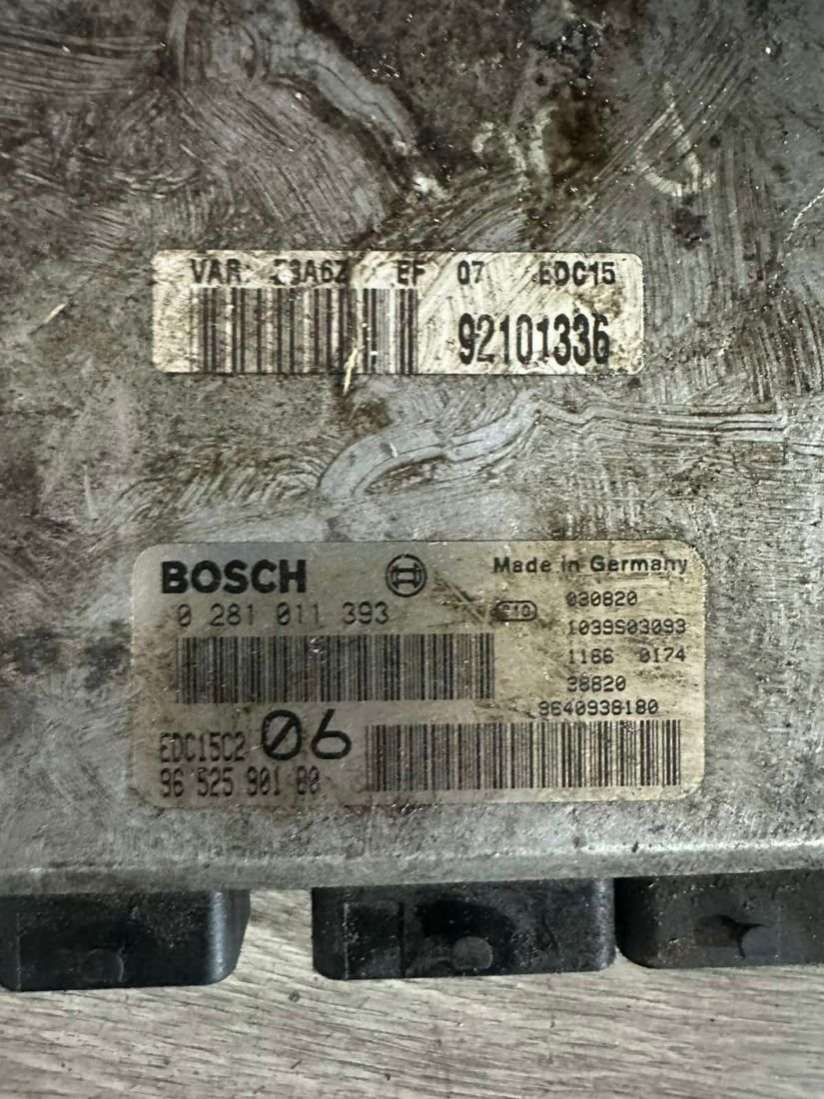 VAR: EF 07 EDC15
92101336
BOSCH Made in Germany
0 281 011 393
030820
1039S03093
1166 0174
38820
9640938180
EDC15C2 06
96 525 901 80